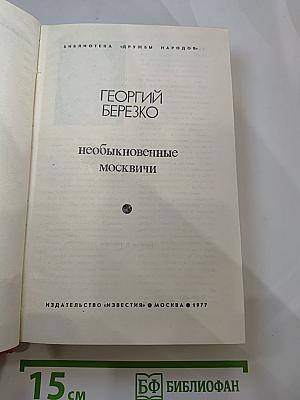 БИБЛИОТЕКА «ДРУЖБЫ НАРОДОВ»
ГЕОРГИЙ
БЕРЕЗКО
необыкновенные
москвичи
ИЗДАТЕЛЬСТВО «ИЗВЕСТИЯ» ● МОСКВА ● 1977
15 см
БФ БИБЛИОФАН